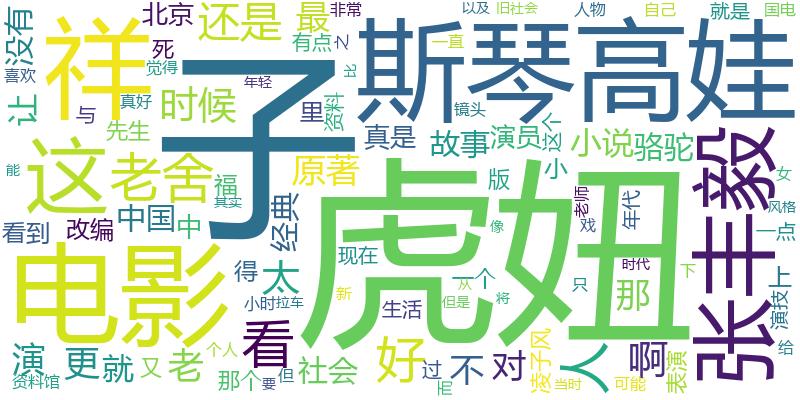 没有
北京
还是
最
非常
以及
旧社会
人物
自己
就是
国电
祥
子
斯琴高娃
死
有点
之
一直
喜欢
觉得
年轻
比
让
与
真好
时候
里
资料
真是
故事
镜头
演员
这个
小说
骆驼
张丰毅
先生
能
这
老舍
福
其实
原著
版
小
老师
女
虎妞
看到
改编
中国
中
经典
像
戏
年代
风格
一点
电影
得
太
现在
一个
从
只
时代
下
那
演技
上
小时
拉车
新
生活
但是
将
演
更
就
又
老
个人
看
好
过
不
对
凌子风
人
啊
给
资料馆
那个
要
但
社会
而
当时
可能
表演